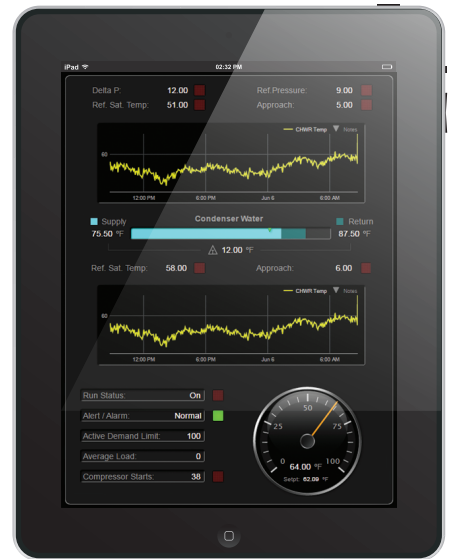 iPad 02:32 PM
Delta P: 12.00 Ref Pressure: 9.00
Ref. Sat. Temp: 51.00 Approach: 5.00
CHWR Temp Notes
60
12:00 PM 6:00 PM Jun 6 6:00 AM
Supply Condenser Water Return
75.50 °F 87.50 °F
12.00 °F
Ref. Sat. Temp: 58.00 Approach: 6.00
CHWR Temp Notes
60
12:00 PM 6:00 PM Jun 6 6:00 AM
Run Status: On
Alert / Alarm: Normal
Active Demand Limit: 100
Average Load: 0
Compressor Starts: 38
50
25 75
0 100
64.00 °F
Setpt: 62.09 °F